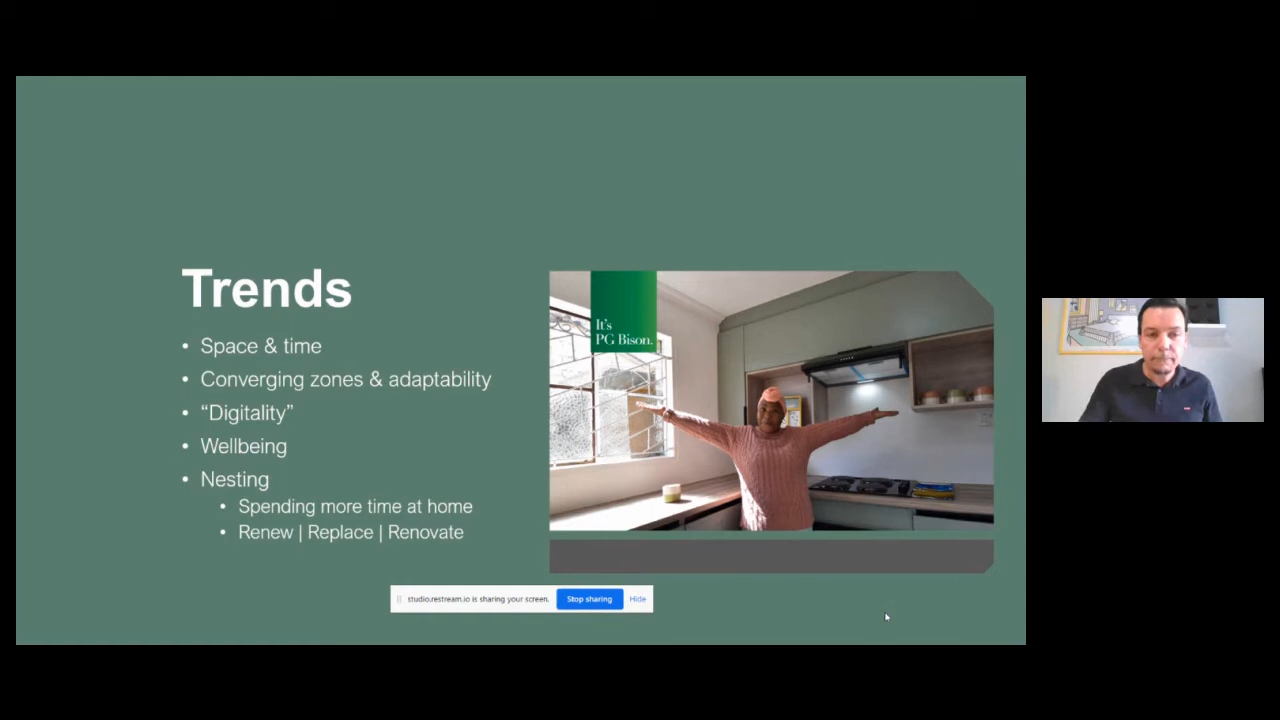 Trends
• Space & time
• Converging zones & adaptability
• “Digitality”
• Wellbeing
• Nesting
• Spending more time at home
• Renew | Replace | Renovate
It's
PG Bison.
studio.restream.io is sharing your screen.
Stop sharing
Hide